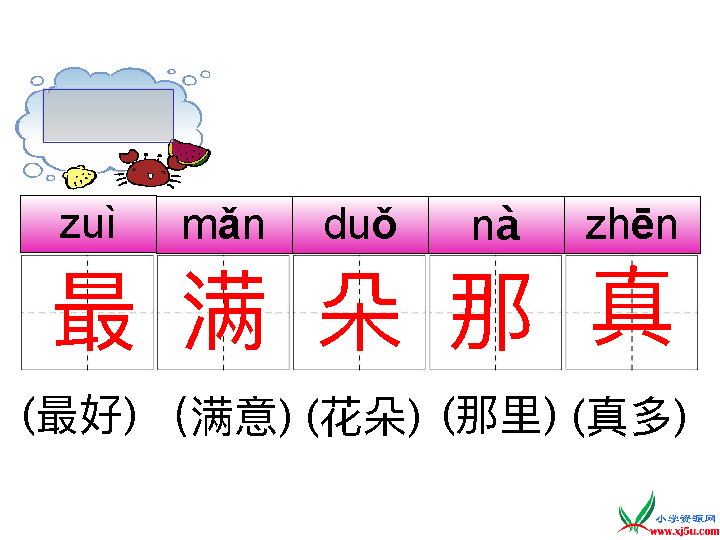 zuì mǎn duǒ nà zhēn
最 满 朵 那 真
(最好) (满意) (花朵) (那里) (真多)
小学资源网
www.xj5u.com